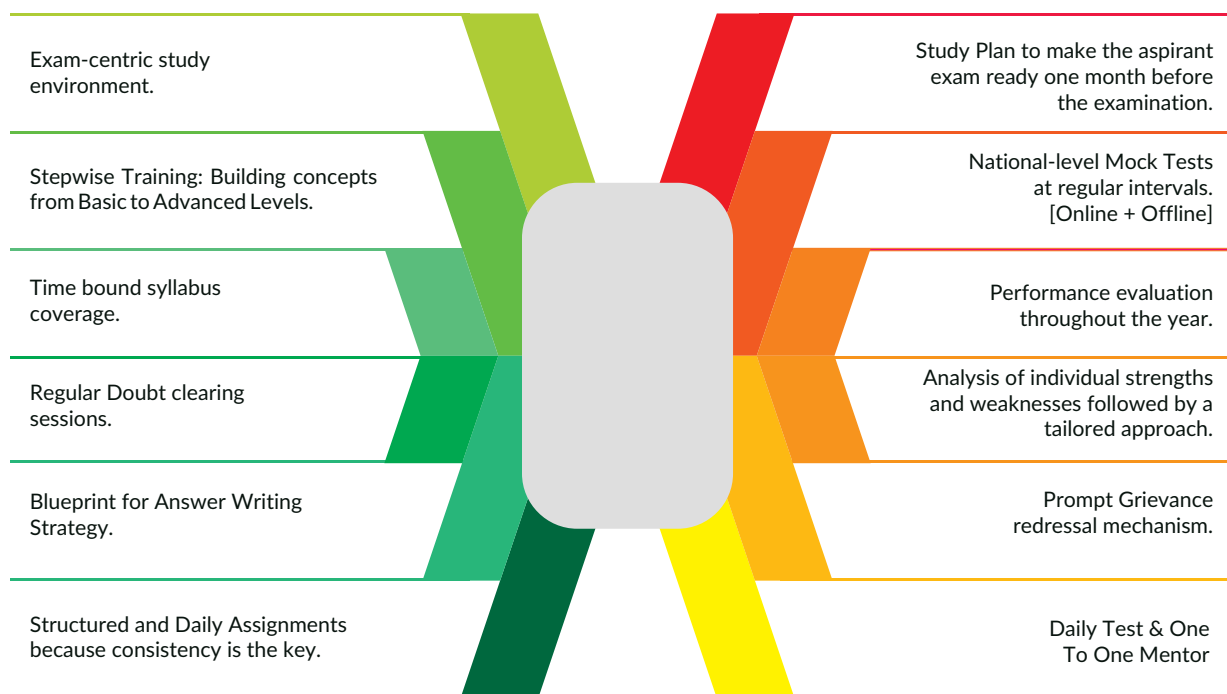 Exam-centric study
environment.
Stepwise Training: Building concepts
from Basic to Advanced Levels.
Time bound syllabus
coverage.
Regular Doubt clearing
sessions.
Blueprint for Answer Writing
Strategy.
Structured and Daily Assignments
because consistency is the key.
Study Plan to make the aspirant
exam ready one month before
the examination.
National-level Mock Tests
at regular intervals.
[Online + Offline]
Performance evaluation
throughout the year.
Analysis of individual strengths
and weaknesses followed by a
tailored approach.
Prompt Grievance
redressal mechanism.
Daily Test & One
To One Mentor